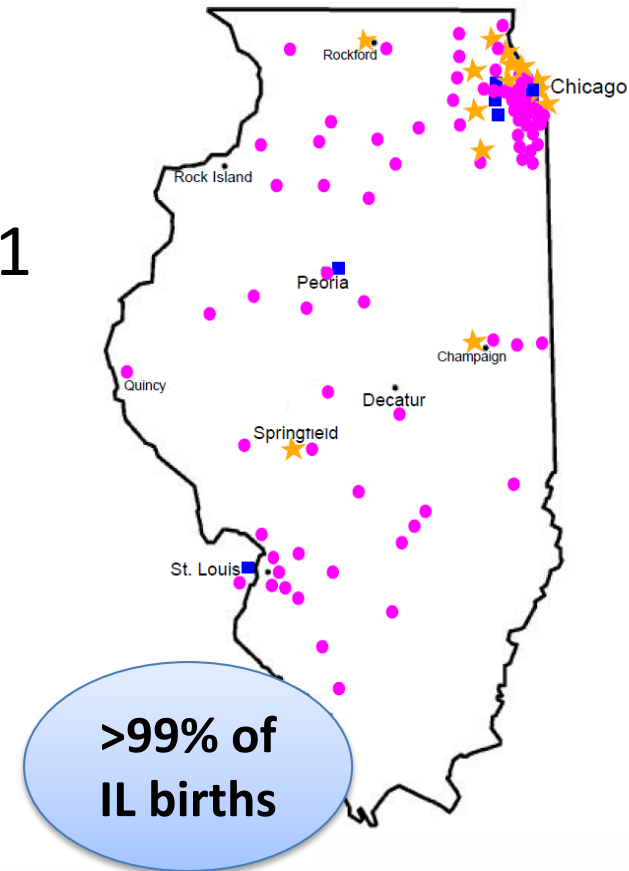 Rockford
Chicago
Rock Island
1
Peoria
Champaign
Quincy
Decatur
Springfield
St. Louis
>99% of
IL births